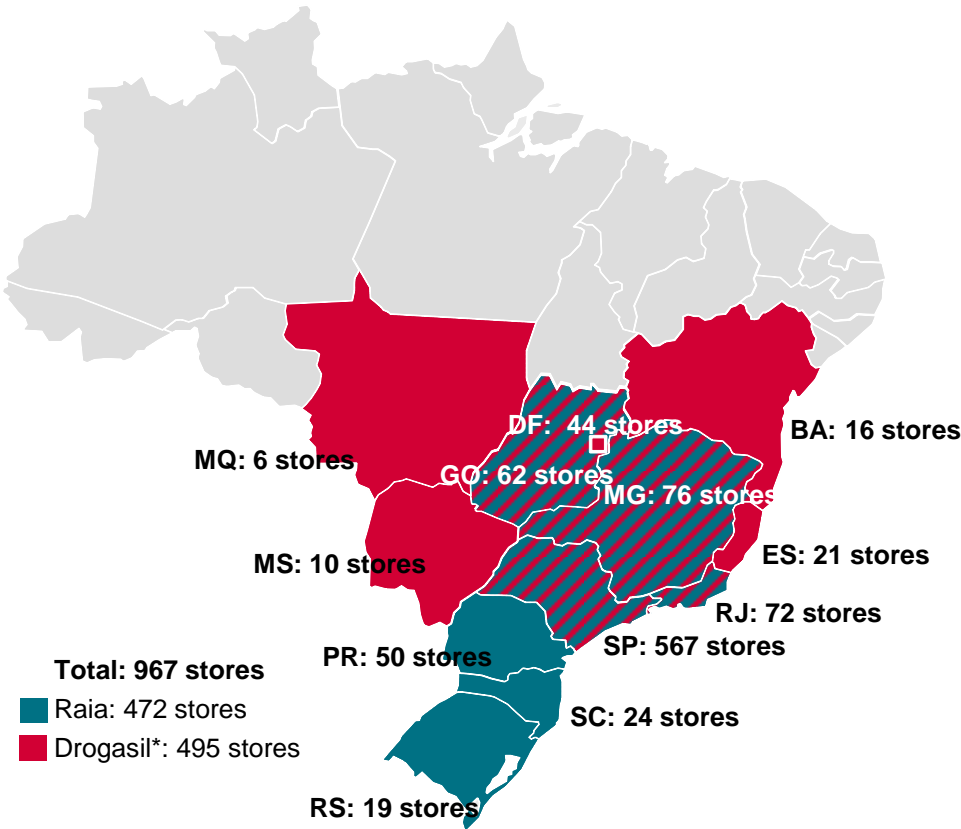 DF: 44 stores
BA: 16 stores
MQ: 6 stores
GO: 62 stores
MG: 76 stores
ES: 21 stores
MS: 10 stores
RJ: 72 stores
SP: 567 stores
PR: 50 stores
Total: 967 stores
Raia: 472 stores
SC: 24 stores
Drogasil*: 495 stores
RS: 19 stores